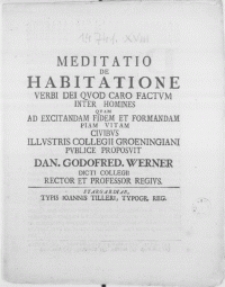 MEDITATIO
DE
HABITATIONE
VERBI DEI QVOD CARO FACTVM
INTER HOMINES
QVAM
AD EXCITANDAM FIDEM ET FORMANDAM
PIAM VITAM
CIVIBVS
ILLVSTRIS COLLEGII GROENINGIANI
PVBLICE PROPOSVIT
DAN. GODOFRED. WERNER
DICTI COLLEGII
RECTOR ET PROFESSOR REGIVS.
STARGARDIAE,
TYPIS IOANNIS TILLERI, TYPOGR. REG.